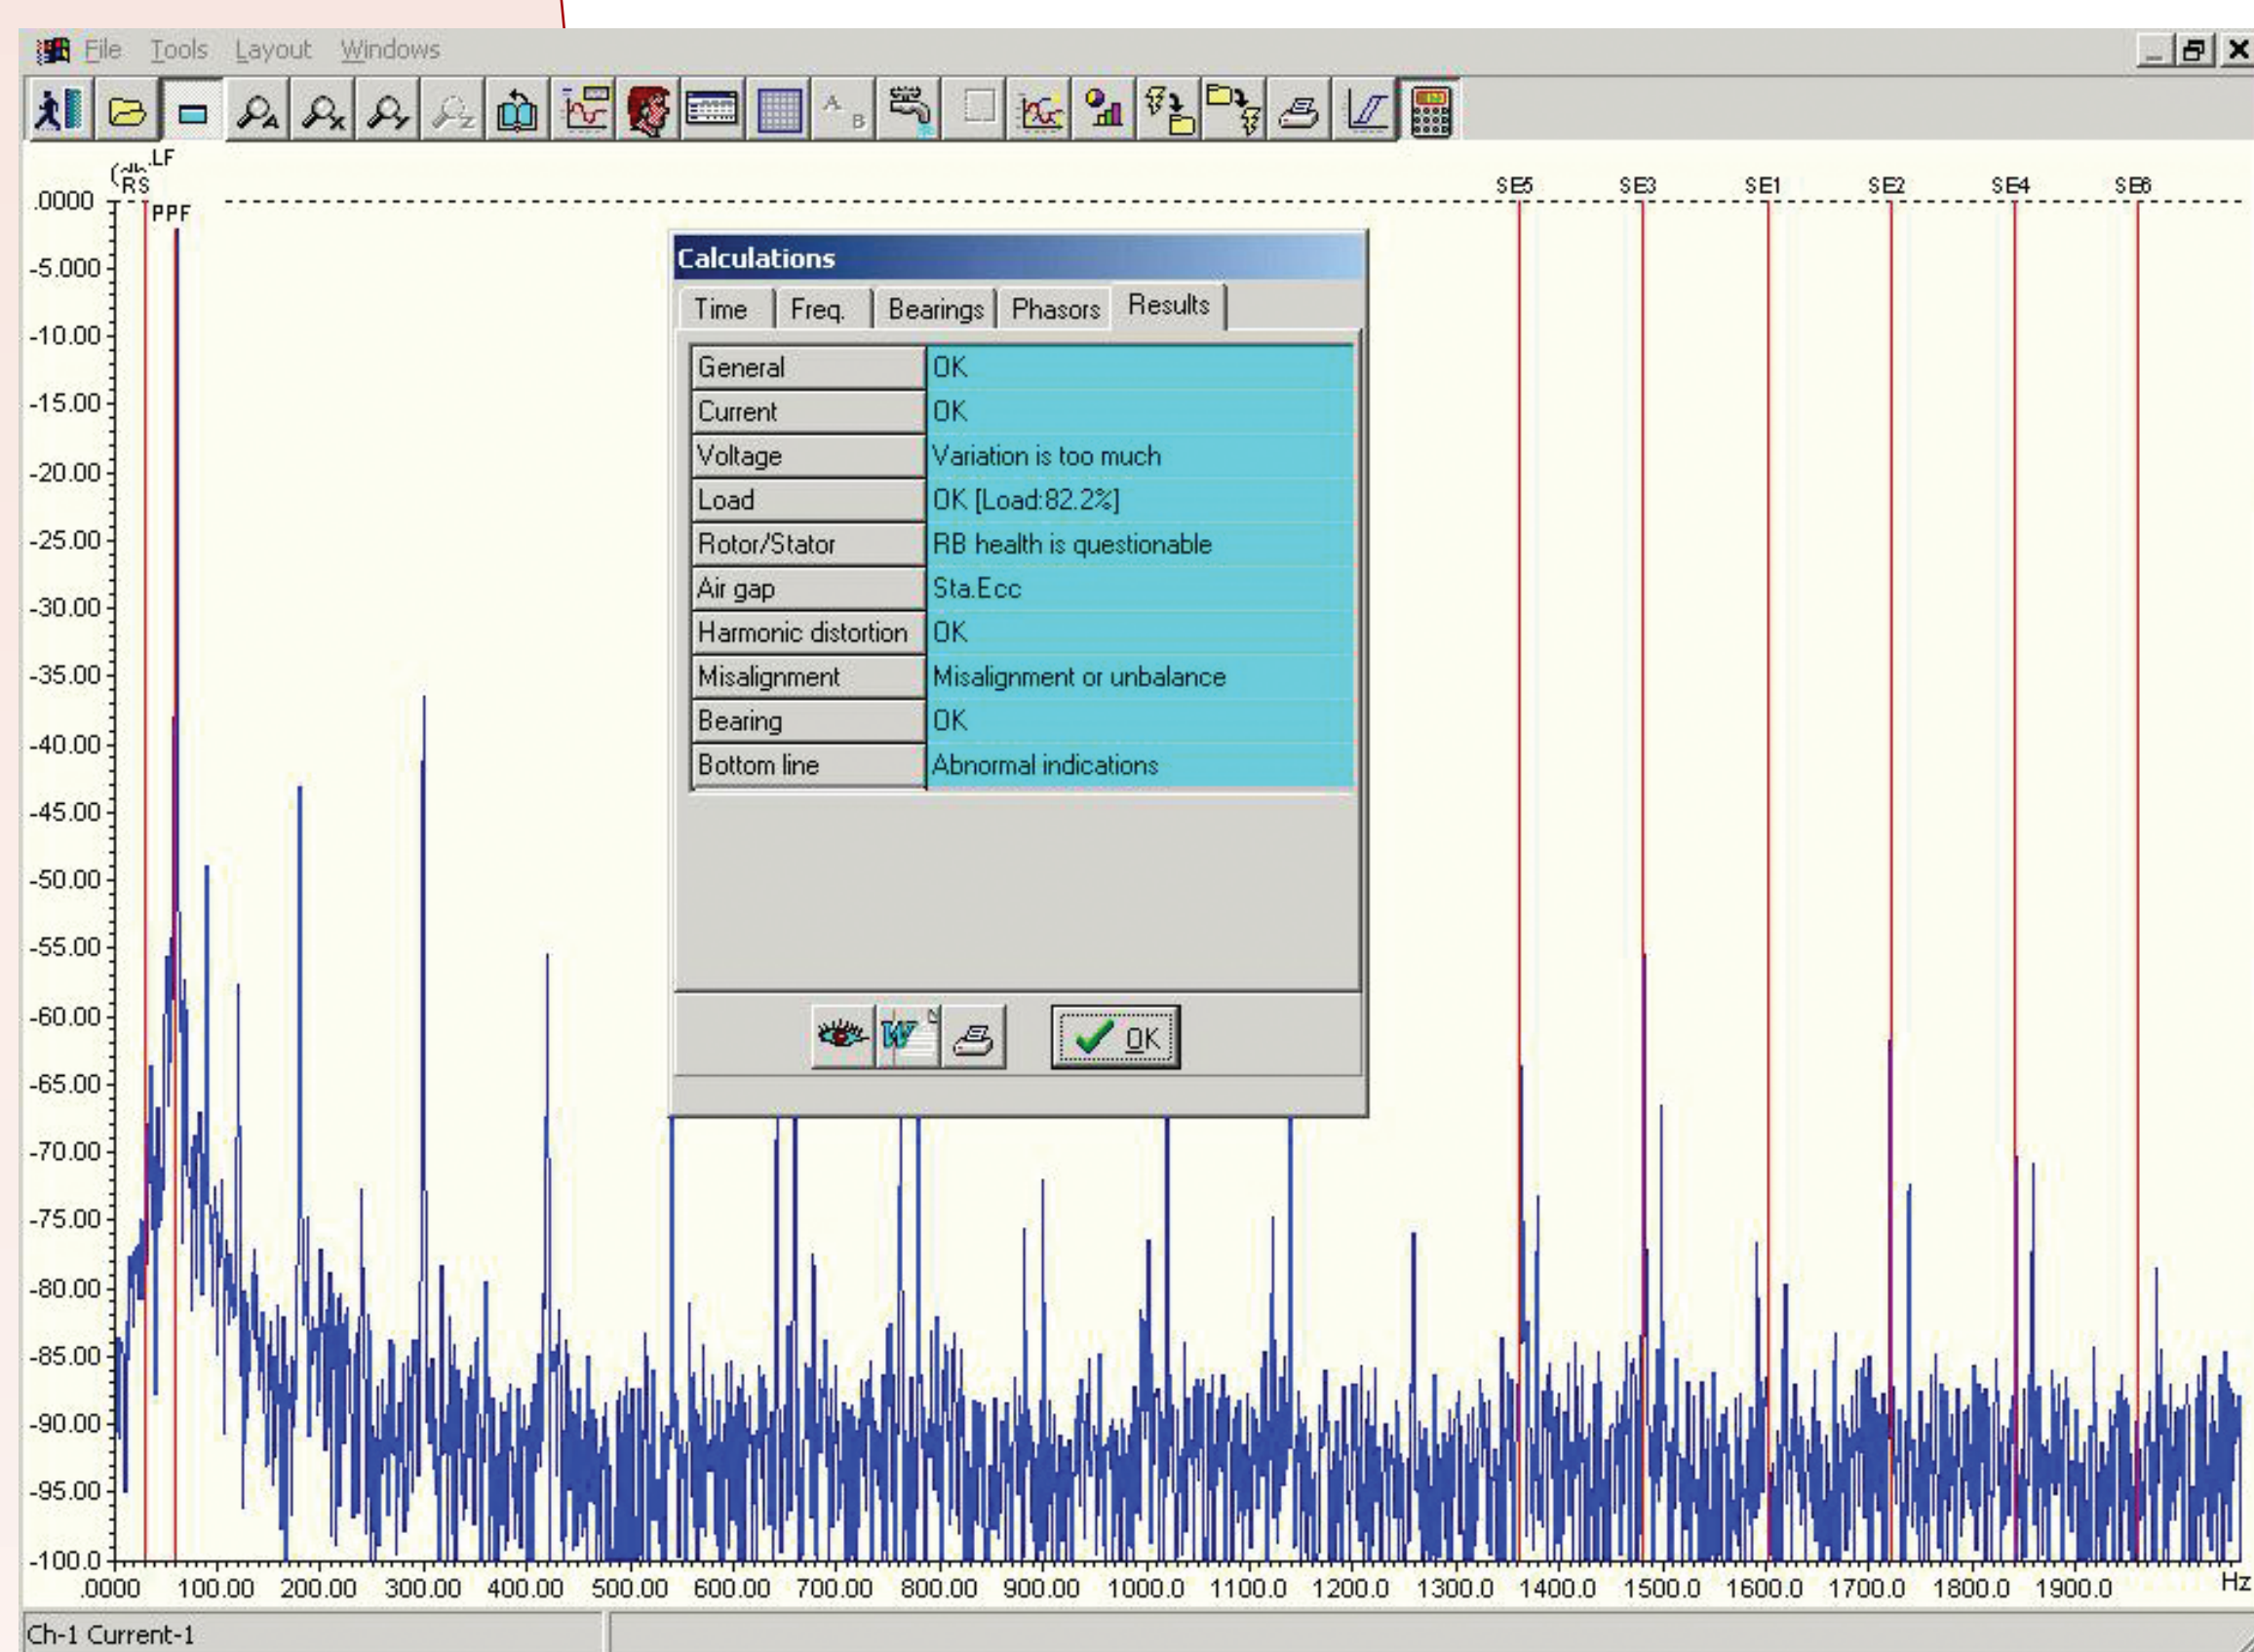 File Tools Layout Windows
LF
RS
PPF
SE5 SE3 SE1 SE2 SE4 SE6
.0000
-5.000
-10.00
-15.00
-20.00
-25.00
-30.00
-35.00
-40.00
-45.00
-50.00
-55.00
-60.00
-65.00
-70.00
-75.00
-80.00
-85.00
-90.00
-95.00
-100.0
Calculations
Time Freq. Bearings Phasors Results
General OK
Current OK
Voltage Variation is too much
Load OK [Load:82.2%]
Rotor/Stator RB health is questionable
Air gap Sta.Ecc
Harmonic distortion OK
Misalignment Misalignment or unbalance
Bearing OK
Bottom line Abnormal indications
OK
.0000 100.00 200.00 300.00 400.00 500.00 600.00 700.00 800.00 900.00 1000.0 1100.0 1200.0 1300.0 1400.0 1500.0 1600.0 1700.0 1800.0 1900.0 Hz
Ch-1 Current-1